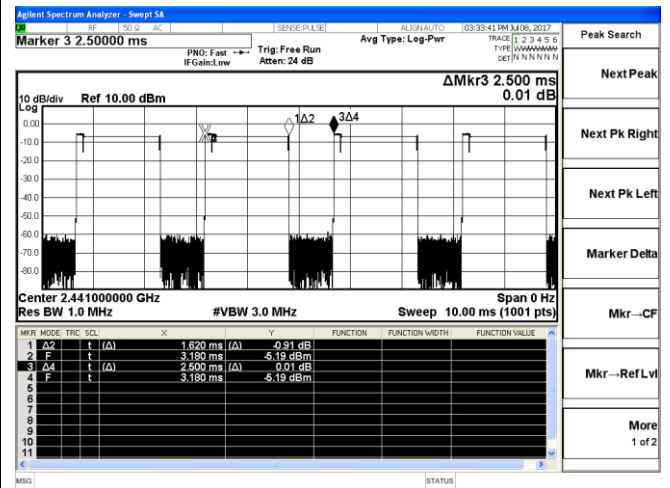 Agilent Spectrum Analyzer - Swept SA
RF 50 Ω AC SENSE:PULSE ALIGN AUTO 03:33:41 PM Jul 08, 2017
Marker 3 2.50000 ms Avg Type: Log-Pwr TRACE 1 2 3 4 5 6
PNO: Fast Trig: Free Run TYPE WWWWWW
IFGain:Low Atten: 24 dB DET N N N N N N
Peak Search
Next Peak
Next Pk Right
Next Pk Left
Marker Delta
Mkr→CF
Mkr→Ref Lvl
More
1 of 2
ΔMkr3 2.500 ms
0.01 dB
10 dB/div Ref 10.00 dBm
Log
1Δ2 3Δ4
0.00
-10.0
-20.0
-30.0
-40.0
-50.0
-60.0
-70.0
-80.0
Center 2.441000000 GHz Span 0 Hz
Res BW 1.0 MHz #VBW 3.0 MHz Sweep 10.00 ms (1001 pts)
MKR MODE TRC SCL X Y FUNCTION FUNCTION WIDTH FUNCTION VALUE
1 Δ2 t (Δ) 1.620 ms (Δ) -0.91 dB
2 F t 3.180 ms -5.19 dBm
3 Δ4 t (Δ) 2.500 ms (Δ) 0.01 dB
4 F t 3.180 ms -5.19 dBm
5
6
7
8
9
10
11
MSG STATUS